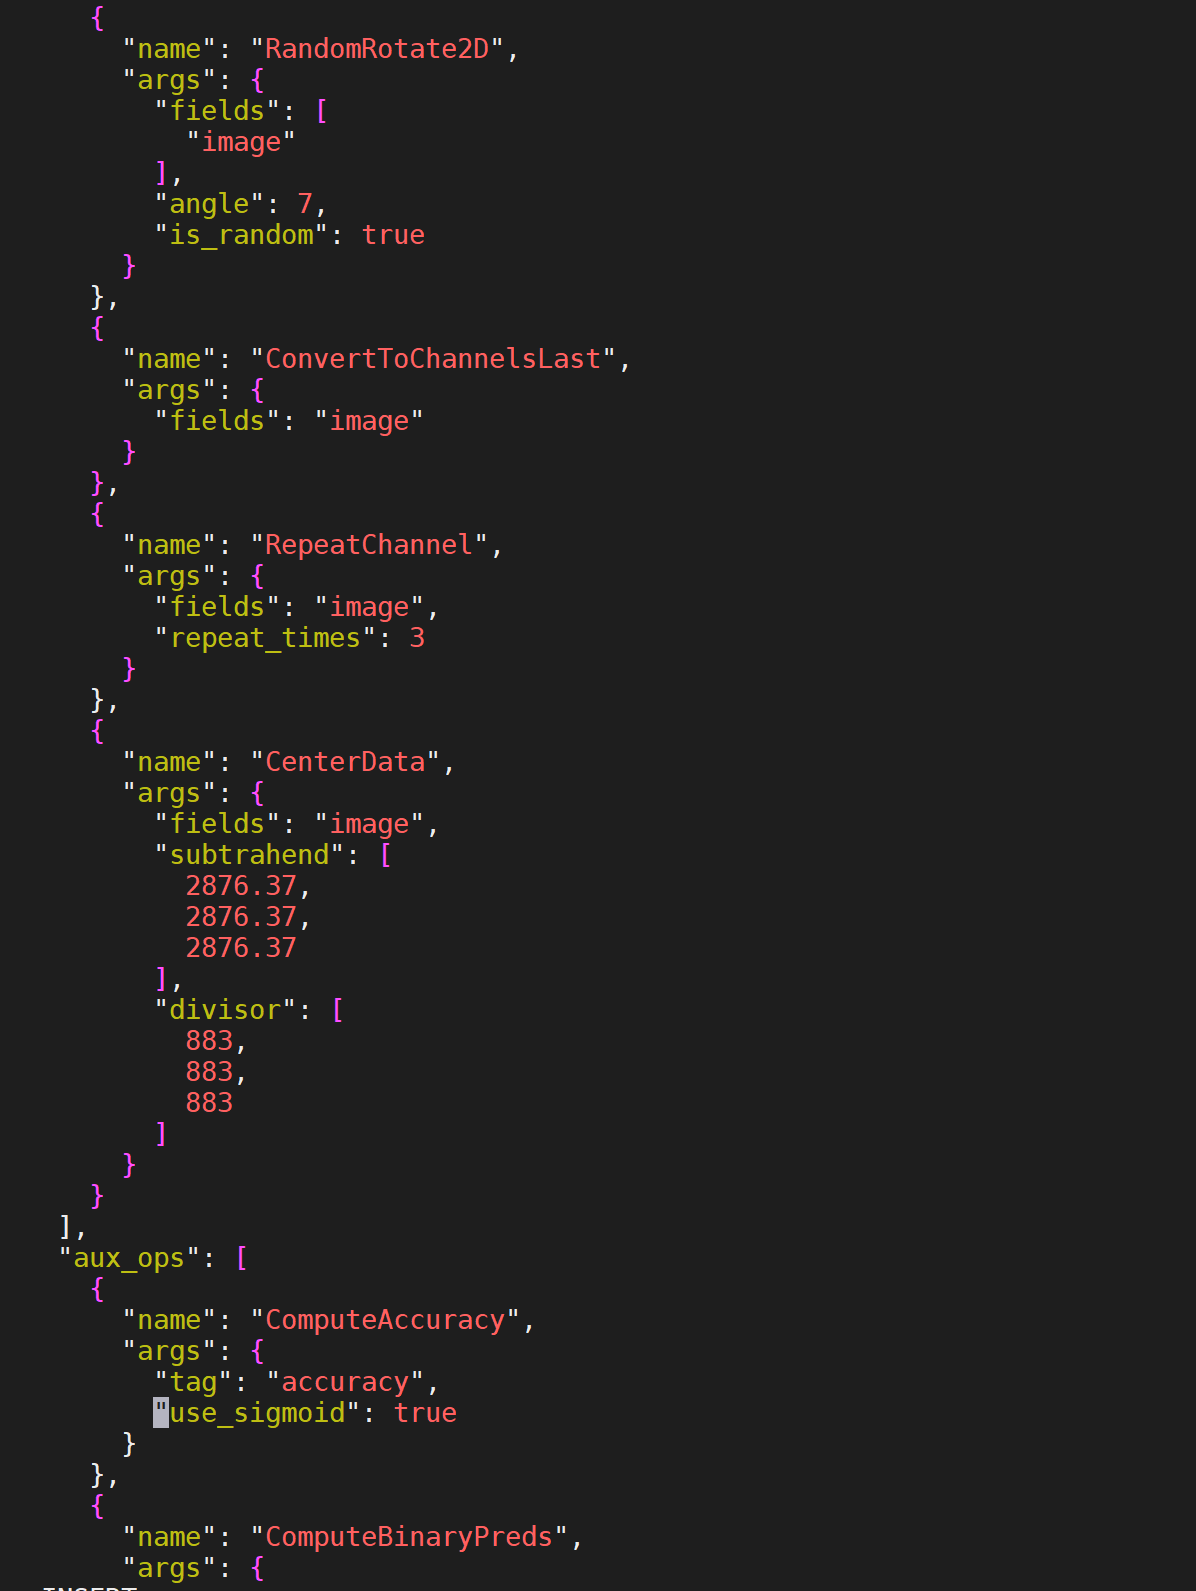 {
"name": "RandomRotate2D",
"args": {
"fields": [
"image"
],
"angle": 7,
"is_random": true
}
},
{
"name": "ConvertToChannelsLast",
"args": {
"fields": "image"
}
},
{
"name": "RepeatChannel",
"args": {
"fields": "image",
"repeat_times": 3
}
},
{
"name": "CenterData",
"args": {
"fields": "image",
"subtrahend": [
2876.37,
2876.37,
2876.37
],
"divisor": [
883,
883,
883
]
}
}
],
"aux_ops": [
{
"name": "ComputeAccuracy",
"args": {
"tag": "accuracy",
"use_sigmoid": true
}
},
{
"name": "ComputeBinaryPreds",
"args": {
INSERT